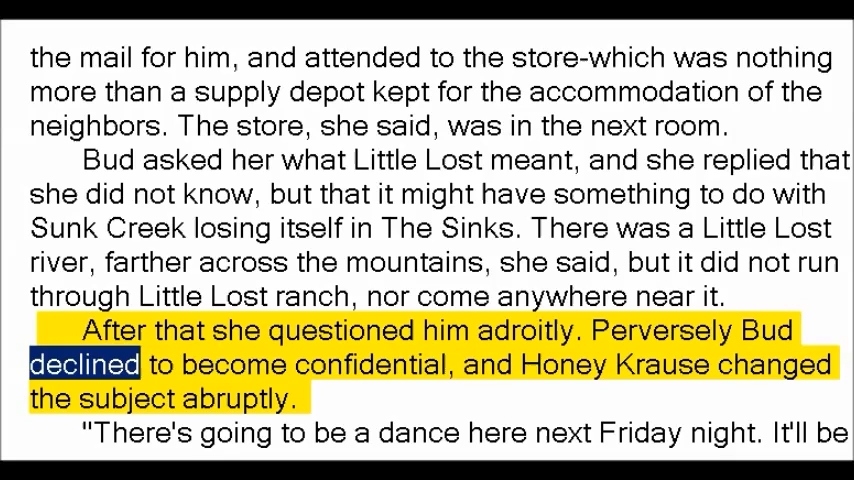 the mail for him, and attended to the store-which was nothing
more than a supply depot kept for the accommodation of the
neighbors. The store, she said, was in the next room.
Bud asked her what Little Lost meant, and she replied that
she did not know, but that it might have something to do with
Sunk Creek losing itself in The Sinks. There was a Little Lost
river, farther across the mountains, she said, but it did not run
through Little Lost ranch, nor come anywhere near it.
After that she questioned him adroitly. Perversely Bud
declined to become confidential, and Honey Krause changed
the subject abruptly.
"There's going to be a dance here next Friday night. It'll be